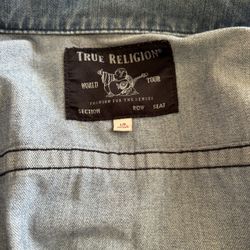 TRUE RELIGION®
WORLD TOUR
FASHION FOR THE SENSES
SECTION ROW SEAT